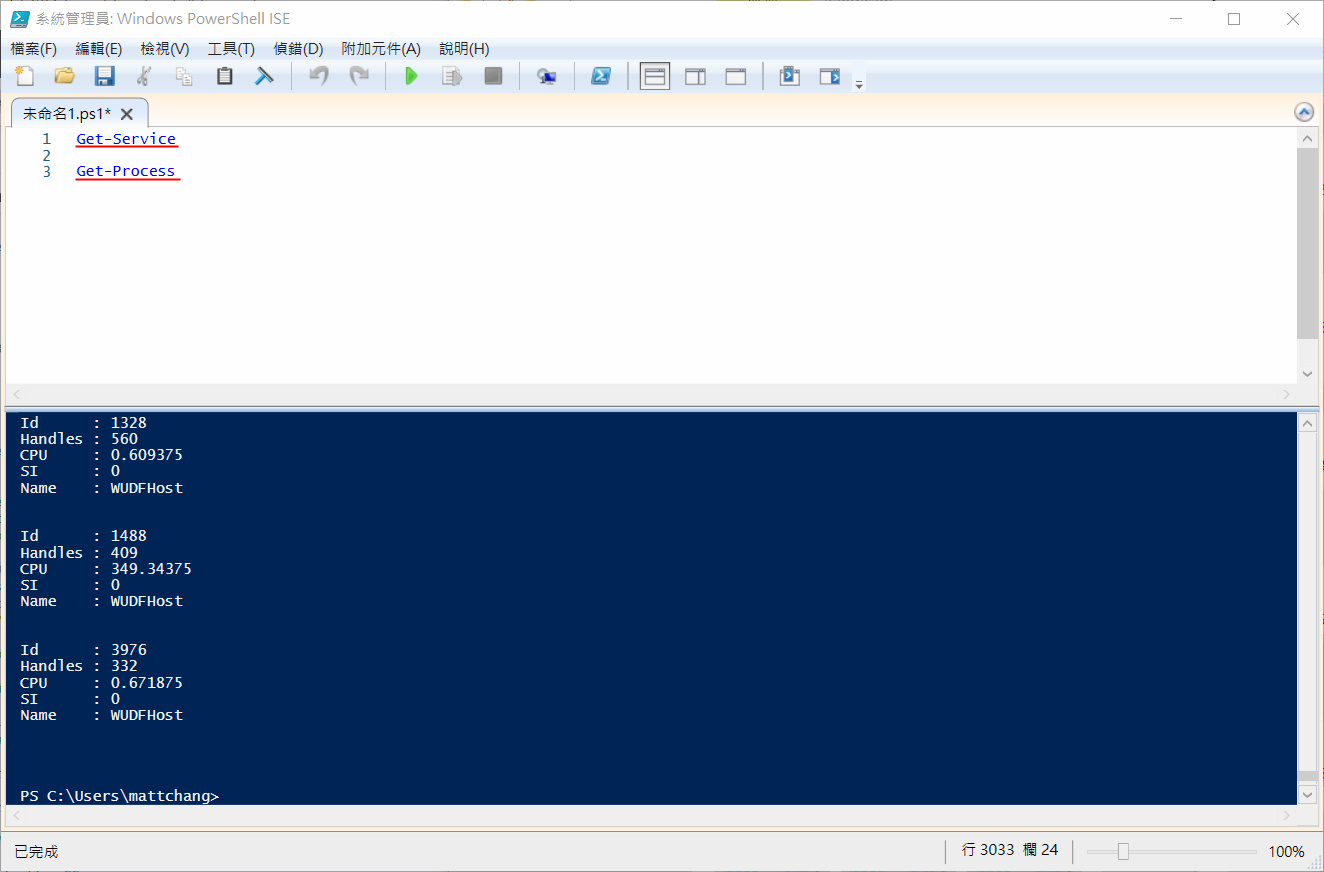 系統管理員: Windows PowerShell ISE
檔案(F) 編輯(E) 檢視(V) 工具(T) 偵錯(D) 附加元件(A) 說明(H)
未命名1.ps1*
1 Get-Service
2
3 Get-Process
Id : 1328
Handles : 560
CPU : 0.609375
SI : 0
Name : WUDFHost
Id : 1488
Handles : 409
CPU : 349.34375
SI : 0
Name : WUDFHost
Id : 3976
Handles : 332
CPU : 0.671875
SI : 0
Name : WUDFHost
PS C:\Users\mattchang>
已完成 行 3033 欄 24 100%